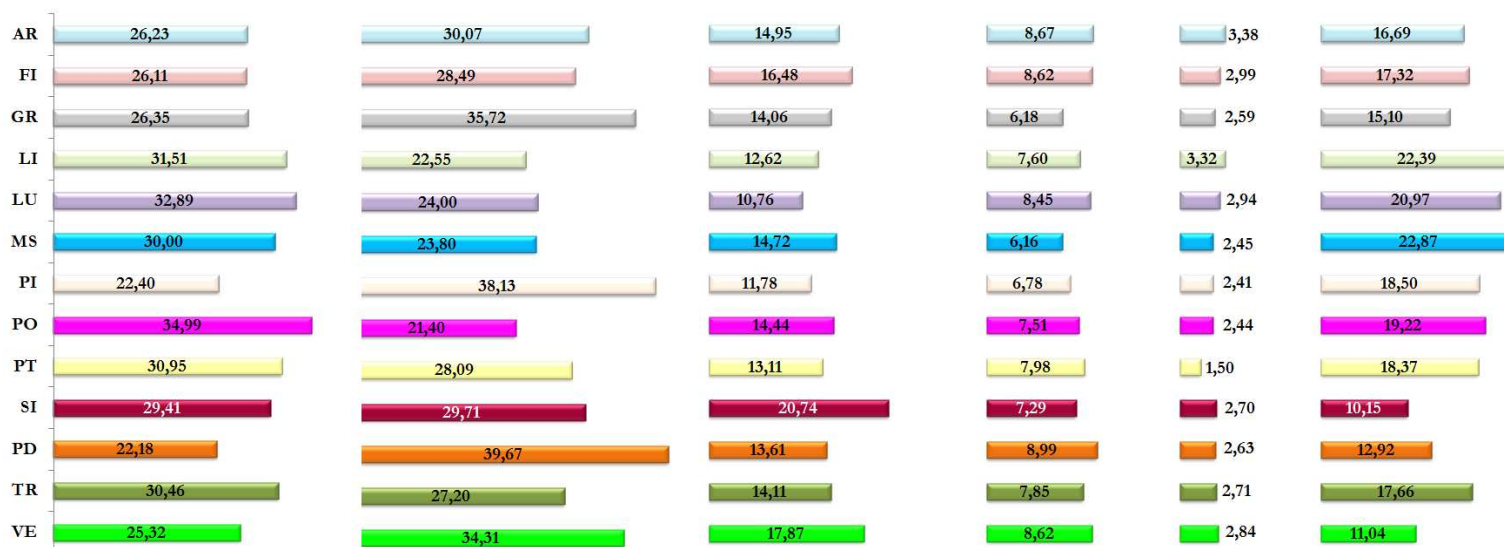 AR 26,23 30,07 14,95 8,67 3,38 16,69
FI 26,11 28,49 16,48 8,62 2,99 17,32
GR 26,35 35,72 14,06 6,18 2,59 15,10
LI 31,51 22,55 12,62 7,60 3,32 22,39
LU 32,89 24,00 10,76 8,45 2,94 20,97
MS 30,00 23,80 14,72 6,16 2,45 22,87
PI 22,40 38,13 11,78 6,78 2,41 18,50
PO 34,99 21,40 14,44 7,51 2,44 19,22
PT 30,95 28,09 13,11 7,98 1,50 18,37
SI 29,41 29,71 20,74 7,29 2,70 10,15
PD 22,18 39,67 13,61 8,99 2,63 12,92
TR 30,46 27,20 14,11 7,85 2,71 17,66
VE 25,32 34,31 17,87 8,62 2,84 11,04